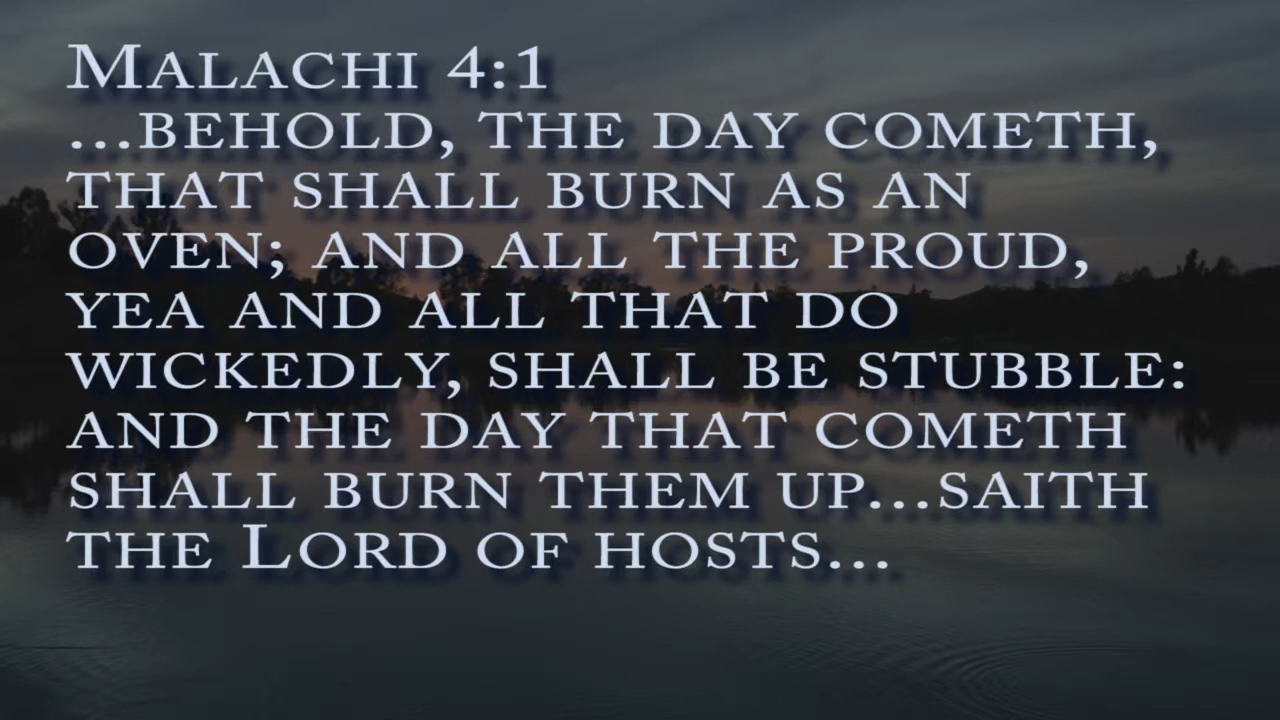 Malachi 4:1
...behold, the day cometh,
that shall burn as an
oven; and all the proud,
yea and all that do
wickedly, shall be stubble:
and the day that cometh
shall burn them up...saith
the Lord of hosts...